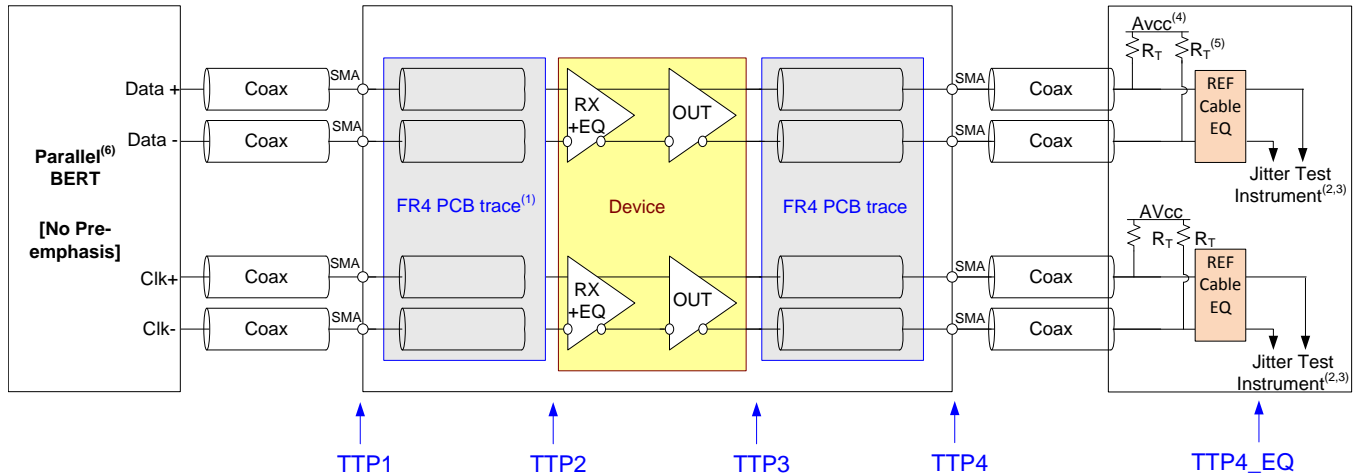 Parallel(6)
BERT
[No Pre-
emphasis]
Data +
Data -
Clk+
Clk-
Coax
Coax
Coax
Coax
SMA
SMA
SMA
SMA
FR4 PCB trace(1)
RX
+EQ
OUT
Device
RX
+EQ
OUT
FR4 PCB trace
SMA
SMA
SMA
SMA
Coax
Coax
Coax
Coax
Avcc(4)
RT
RT(5)
REF
Cable
EQ
Jitter Test
Instrument(2,3)
AVcc
RT
RT
REF
Cable
EQ
Jitter Test
Instrument(2,3)
TTP1
TTP2
TTP3
TTP4
TTP4_EQ